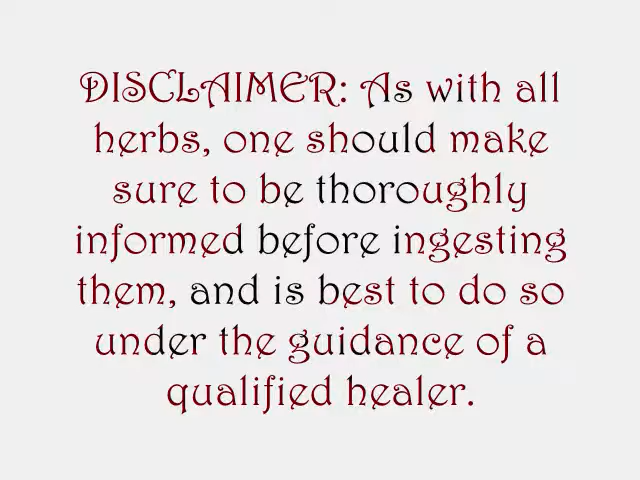 DISCLAIMER: As with all
herbs, one should make
sure to be thoroughly
informed before ingesting
them, and is best to do so
under the guidance of a
qualified healer.